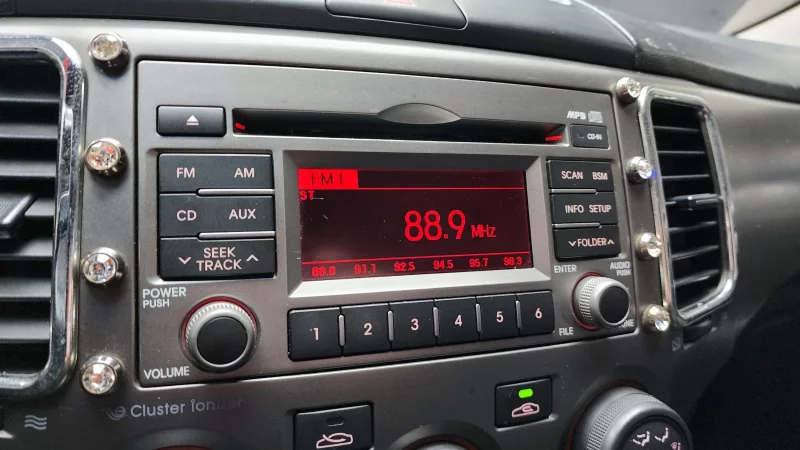 MP3
CD-IN
FM AM
CD AUX
SEEK
TRACK
FM1
ST
88.9 MHz
88.0 91.1 92.5 94.5 95.7 98.3
SCAN BSM
INFO SETUP
FOLDER
POWER
PUSH
VOLUME
1 2 3 4 5 6
ENTER
AUDIO
PUSH
FILE
TUNE
Cluster ionizer